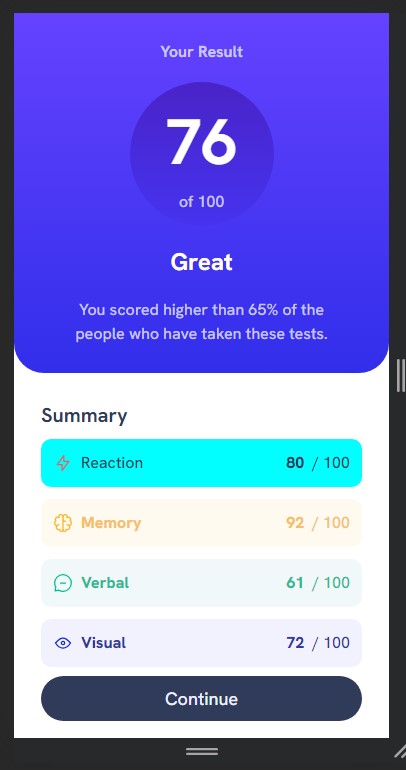 Your Result
76
of 100
Great
You scored higher than 65% of the
people who have taken these tests.
Summary
Reaction 80 / 100
Memory 92 / 100
Verbal 61 / 100
Visual 72 / 100
Continue